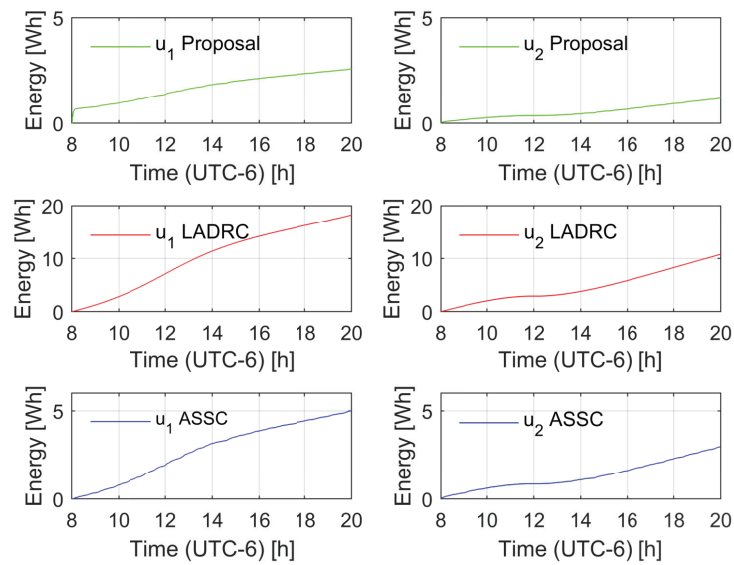 5
u1 Proposal
Energy [Wh]
0
8 10 12 14 16 18 20
Time (UTC-6) [h]
5
u2 Proposal
Energy [Wh]
0
8 10 12 14 16 18 20
Time (UTC-6) [h]
20
u1 LADRC
10
Energy [Wh]
0
8 10 12 14 16 18 20
Time (UTC-6) [h]
20
u2 LADRC
10
Energy [Wh]
0
8 10 12 14 16 18 20
Time (UTC-6) [h]
5
u1 ASSC
Energy [Wh]
0
8 10 12 14 16 18 20
Time (UTC-6) [h]
5
u2 ASSC
Energy [Wh]
0
8 10 12 14 16 18 20
Time (UTC-6) [h]